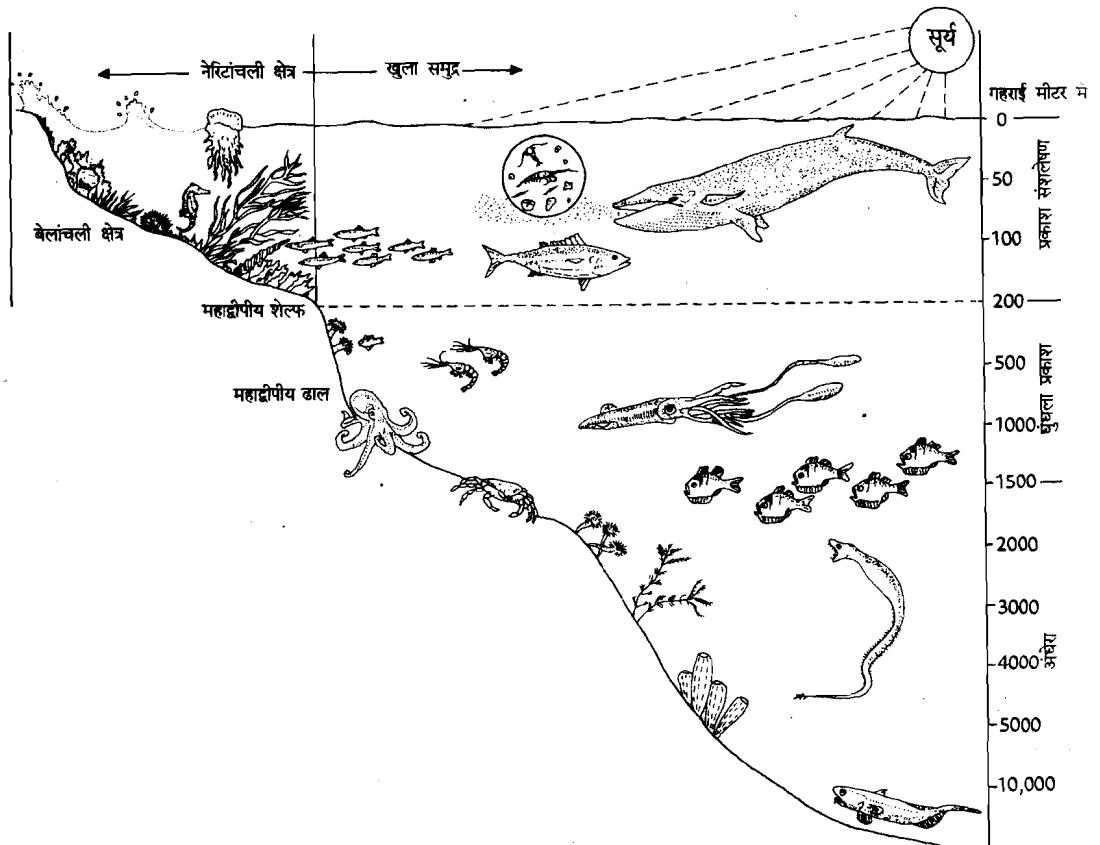 सूर्य
नेरिटांचली क्षेत्र
खुला समुद्र
गहराई मीटर में
0
50
प्रकाश संश्लेषण
100
बेलांचली क्षेत्र
200
महाद्वीपीय शेल्फ
500
धुंधला प्रकाश
महाद्वीपीय ढाल
1000
1500
2000
3000
अंधेरा
4000
5000
10,000